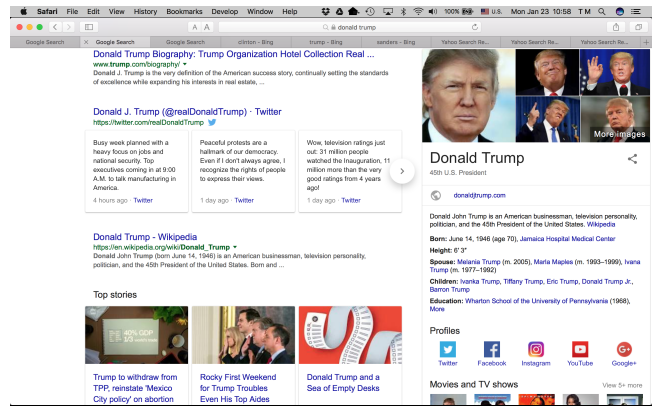 Safari File Edit View History Bookmarks Develop Window Help 100% U.S. Mon Jan 23 10:58 T M
donald trump
Google Search × Google Search Google Search clinton - Bing trump - Bing sanders - Bing Yahoo Search Re... Yahoo Search Re... Yahoo Search Re... +
Donald Trump Biography: Trump Organization Hotel Collection Real ...
www.trump.com/biography/
Donald J. Trump is the very definition of the American success story, continually setting the standards
of excellence while expanding his interests in real estate, ...
Donald J. Trump (@realDonaldTrump) · Twitter
https://twitter.com/realDonaldTrump
Busy week planned with a
heavy focus on jobs and
national security. Top
executives coming in at 9:00
A.M. to talk manufacturing in
America.
4 hours ago · Twitter
Peaceful protests are a
hallmark of our democracy.
Even if I don't always agree, I
recognize the rights of people
to express their views.
1 day ago · Twitter
Wow, television ratings just
out: 31 million people
watched the Inauguration, 11
million more than the very
good ratings from 4 years
ago!
1 day ago · Twitter
Donald Trump - Wikipedia
https://en.wikipedia.org/wiki/Donald_Trump
Donald John Trump (born June 14, 1946) is an American businessman, television personality,
politician, and the 45th President of the United States. Born and ...
Top stories
40% GDP
1/3
Trump to withdraw from
TPP, reinstate 'Mexico
City policy' on abortion
Rocky First Weekend
for Trump Troubles
Even His Top Aides
Donald Trump and a
Sea of Empty Desks
More images
Donald Trump
45th U.S. President
donaldjtrump.com
Donald John Trump is an American businessman, television personality,
politician, and the 45th President of the United States. Wikipedia
Born: June 14, 1946 (age 70), Jamaica Hospital Medical Center
Height: 6' 3"
Spouse: Melania Trump (m. 2005), Marla Maples (m. 1993–1999), Ivana
Trump (m. 1977–1992)
Children: Ivanka Trump, Tiffany Trump, Eric Trump, Donald Trump Jr.,
Barron Trump
Education: Wharton School of the University of Pennsylvania (1968),
More
Profiles
Twitter Facebook Instagram YouTube Google+
Movies and TV shows View 5+ more